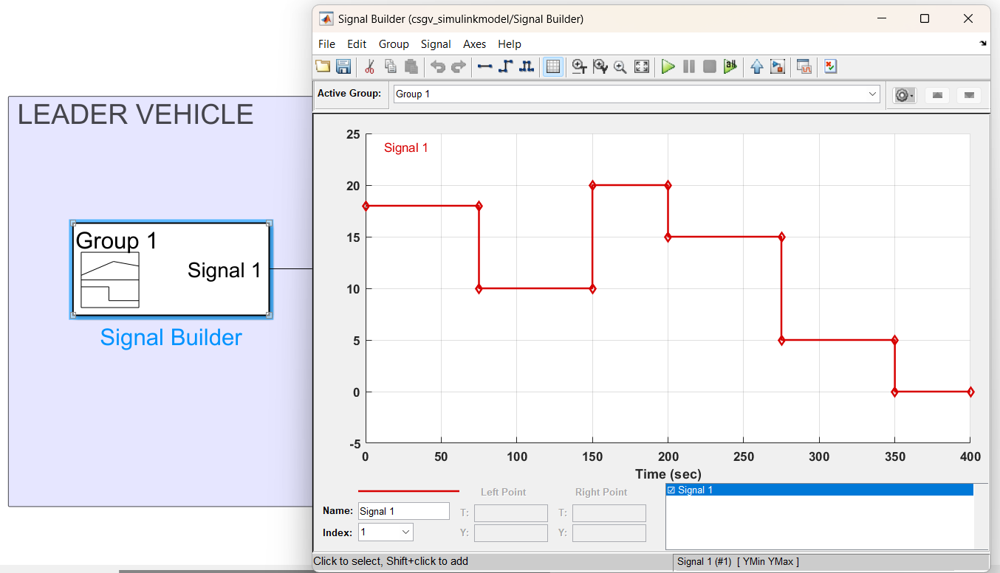 Signal Builder (csgv_simulinkmodel/Signal Builder)
File Edit Group Signal Axes Help
Active Group: Group 1
LEADER VEHICLE
Group 1
Signal 1
Signal Builder
Signal 1
25
20
15
10
5
0
-5
0 50 100 150 200 250 300 350 400
Time (sec)
Left Point Right Point
Name: Signal 1 T: T:
Index: 1 Y: Y:
Signal 1
Click to select, Shift+click to add
Signal 1 (#1) [ YMin YMax ]